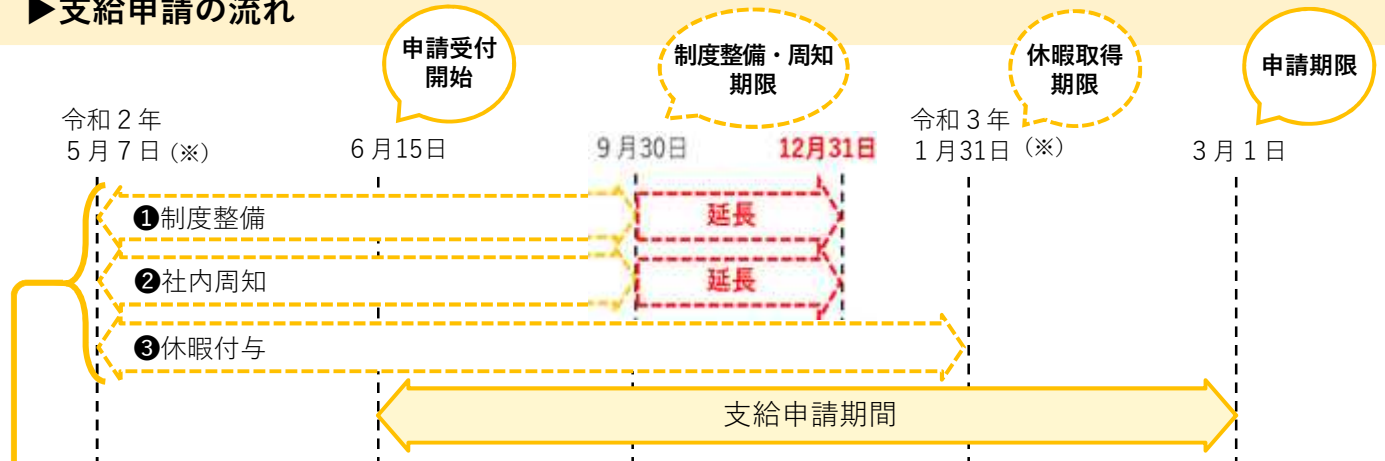 ▶支給申請の流れ
申請受付
開始
制度整備・周知
期限
休暇取得
期限
申請期限
令和２年
５月７日（※）
６月15日
９月30日
12月31日
令和３年
１月31日（※）
３月１日
❶制度整備
延長
❷社内周知
延長
❸休暇付与
支給申請期間